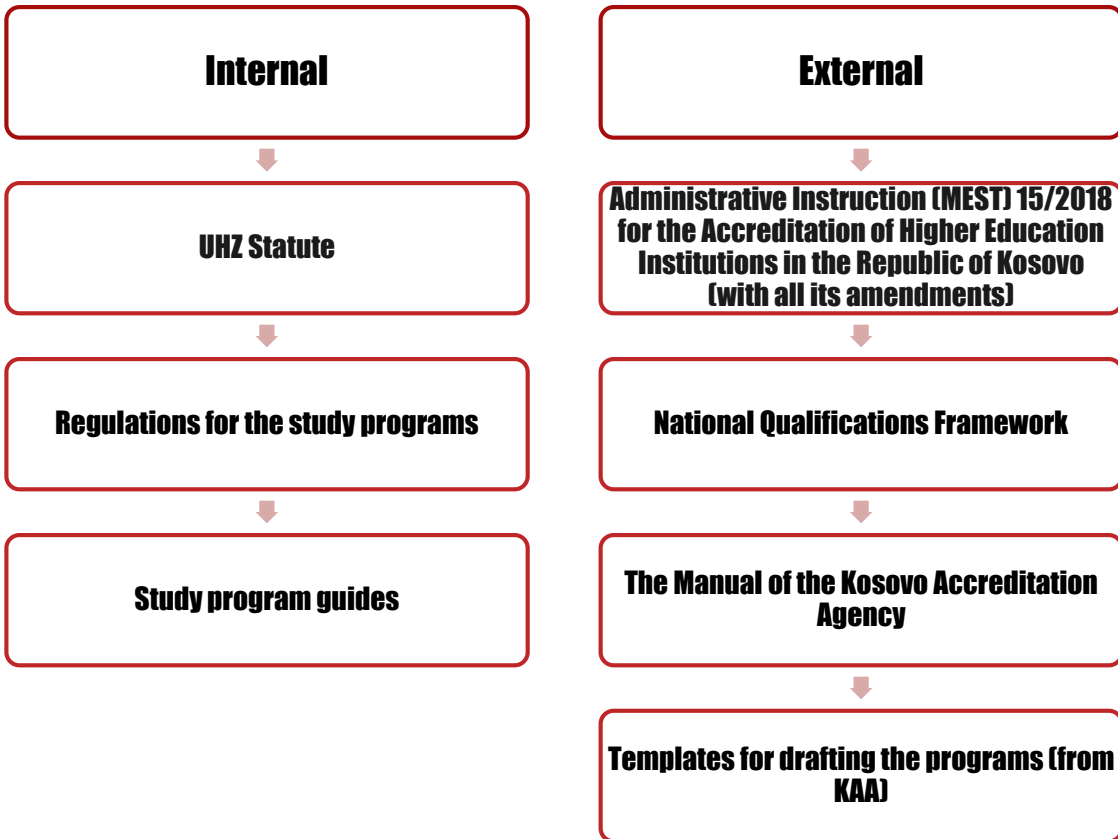 Internal
UHZ Statute
Regulations for the study programs
Study program guides
External
Administrative Instruction (MEST) 15/2018
for the Accreditation of Higher Education
Institutions in the Republic of Kosovo
(with all its amendments)
National Qualifications Framework
The Manual of the Kosovo Accreditation
Agency
Templates for drafting the programs (from
KAA)